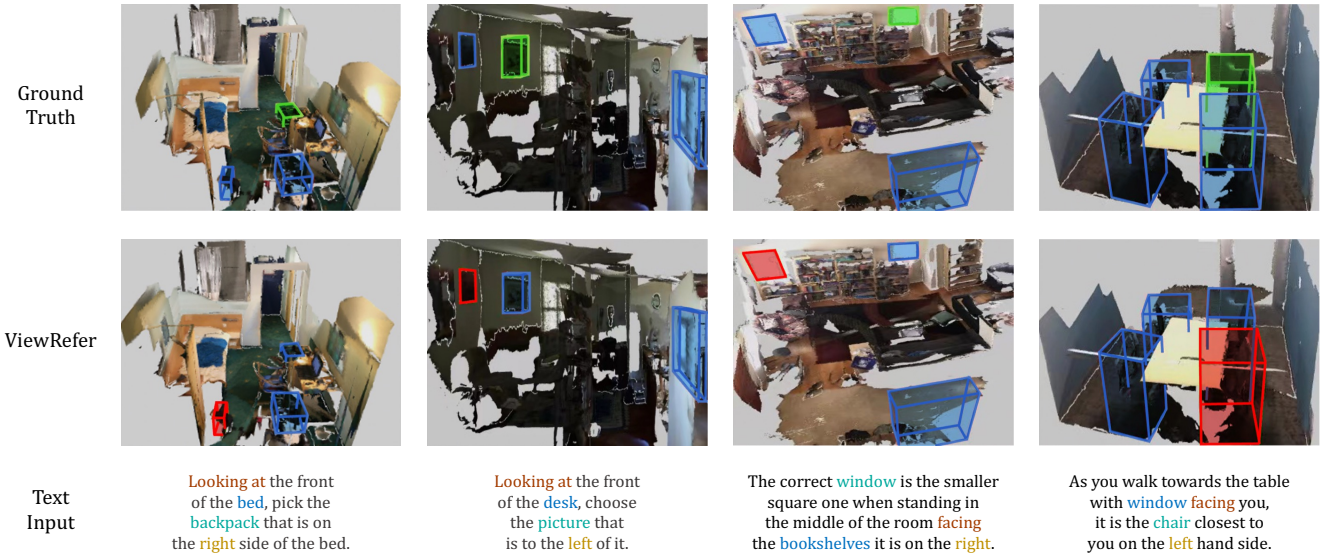 Ground
Truth
ViewRefer
Text
Input
Looking at the front
of the bed, pick the
backpack that is on
the right side of the bed.
Looking at the front
of the desk, choose
the picture that
is to the left of it.
The correct window is the smaller
square one when standing in
the middle of the room facing
the bookshelves it is on the right.
As you walk towards the table
with window facing you,
it is the chair closest to
you on the left hand side.